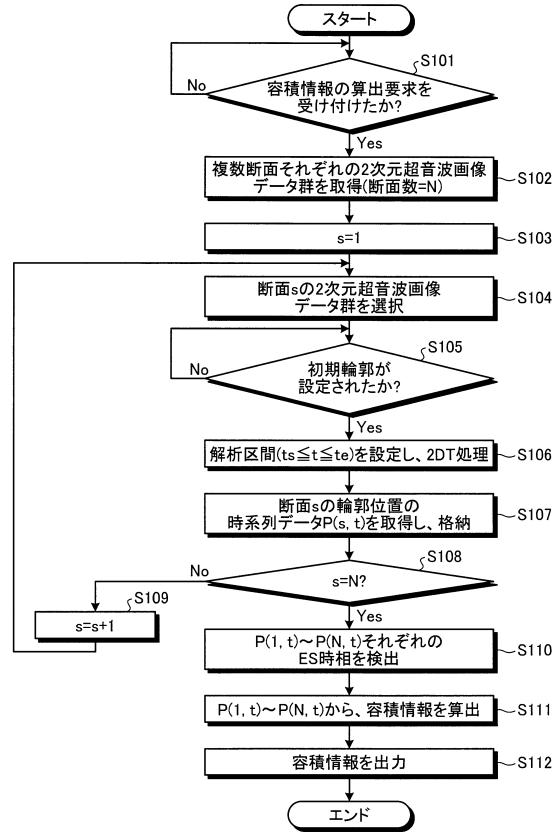 スタート
S101
容積情報の算出要求を
受け付けたか?
No
Yes
複数断面それぞれの2次元超音波画像
データ群を取得(断面数=N)
S102
s=1
S103
断面sの2次元超音波画像
データ群を選択
S104
S105
初期輪郭が
設定されたか?
No
Yes
解析区間(ts≦t≦te)を設定し、2DT処理
S106
断面sの輪郭位置の
時系列データP(s, t)を取得し、格納
S107
S108
s=N?
No
Yes
S109
s=s+1
P(1, t)～P(N, t)それぞれの
ES時相を検出
S110
P(1, t)～P(N, t)から、容積情報を算出
S111
容積情報を出力
S112
エンド